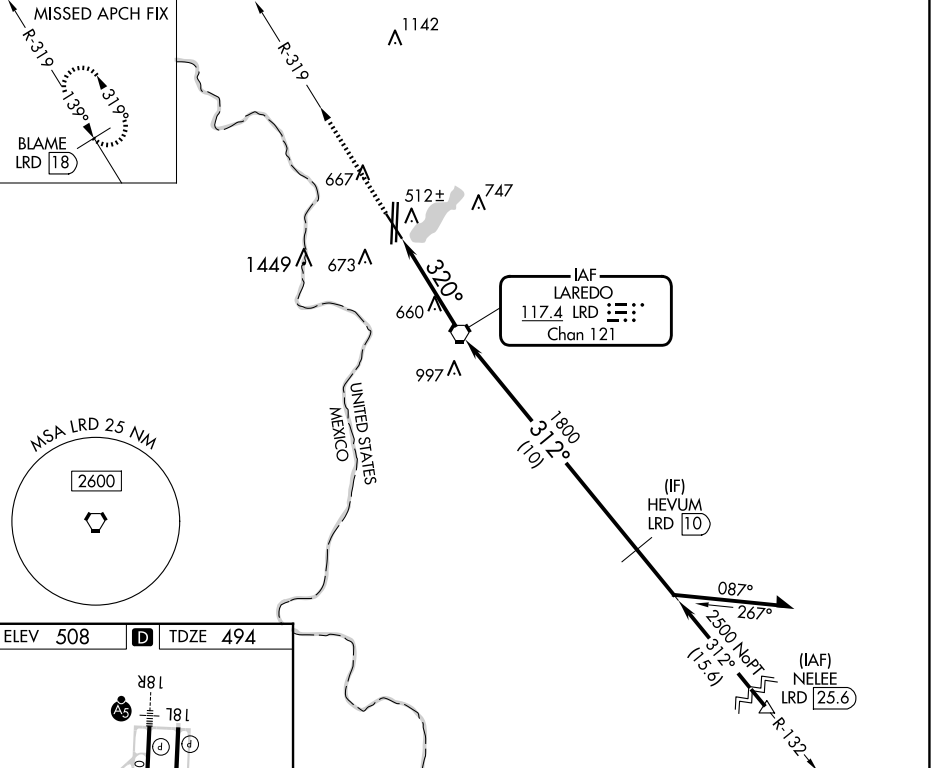 MISSED APCH FIX
R-319
139°
319°
BLAME
LRD 18
R-319
1142
667
512±
747
1449
673
320°
660
997
IAF
LAREDO
117.4 LRD
Chan 121
UNITED STATES
MEXICO
1800
312°
(10)
MSA LRD 25 NM
2600
(IF)
HEVUM
LRD 10
087°
267°
2500 NoPT
312°
(15.6)
(IAF)
NELEE
LRD 25.6
R-132
ELEV 508 D TDZE 494
18R
18L
A5
P P